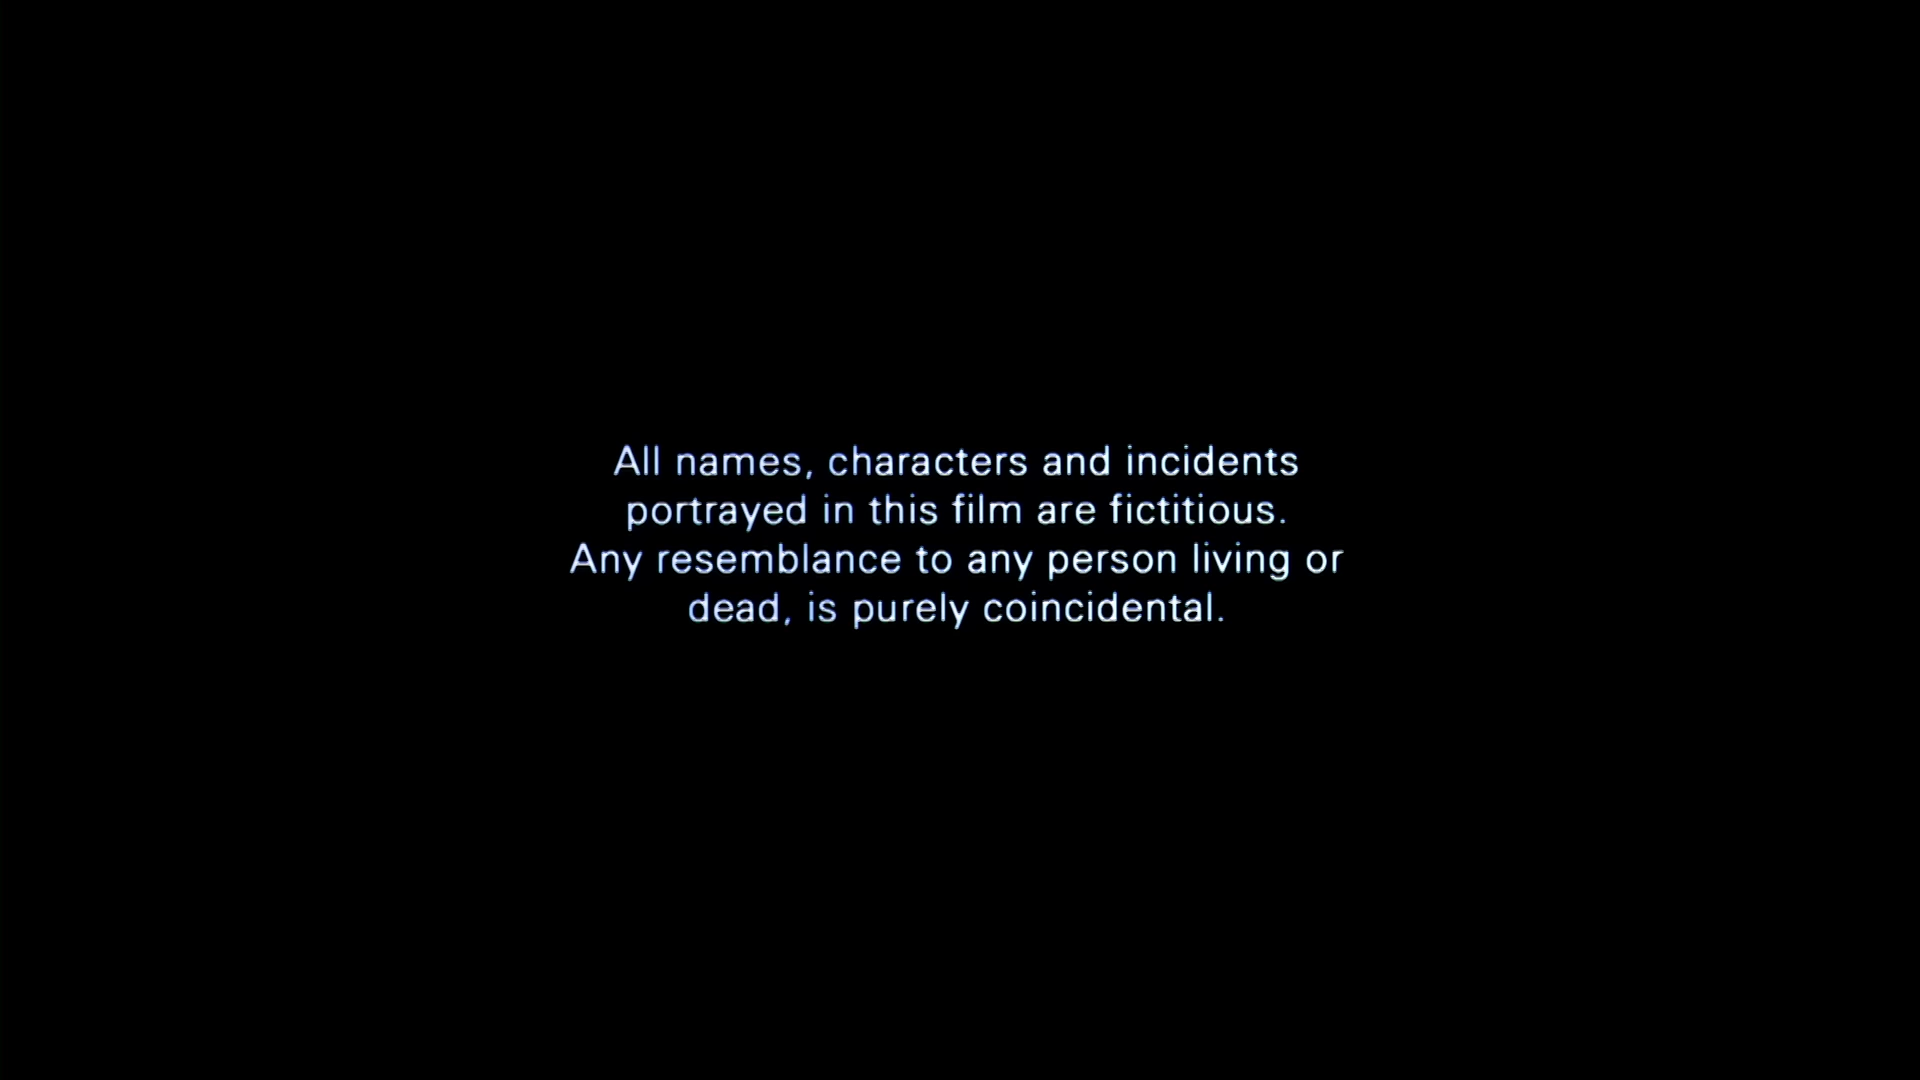 All names, characters and incidents
portrayed in this film are fictitious.
Any resemblance to any person living or
dead, is purely coincidental.